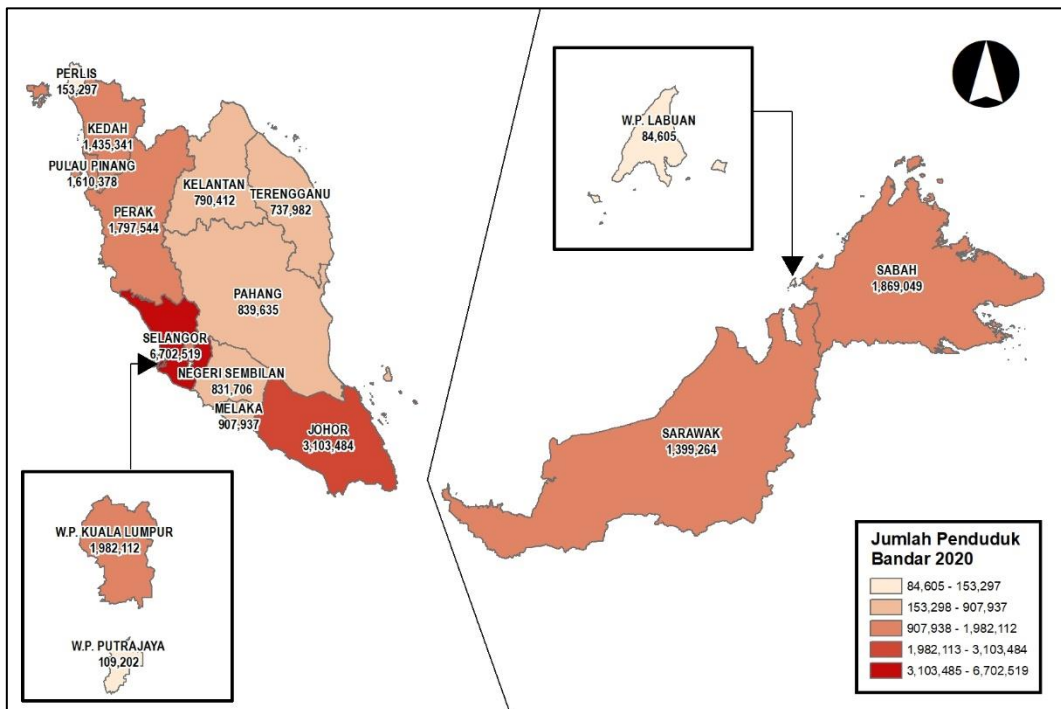 PERLIS
153,297
KEDAH
1,435,341
PULAU PINANG
1,610,378
PERAK
1,797,544
KELANTAN
790,412
TERENGGANU
737,982
PAHANG
839,635
SELANGOR
6,702,519
NEGERI SEMBILAN
831,706
MELAKA
907,937
JOHOR
3,103,484
W.P. KUALA LUMPUR
1,982,112
W.P. PUTRAJAYA
109,202
W.P. LABUAN
84,605
SABAH
1,869,049
SARAWAK
1,399,264
Jumlah Penduduk
Bandar 2020
84,605 - 153,297
153,298 - 907,937
907,938 - 1,982,112
1,982,113 - 3,103,484
3,103,485 - 6,702,519